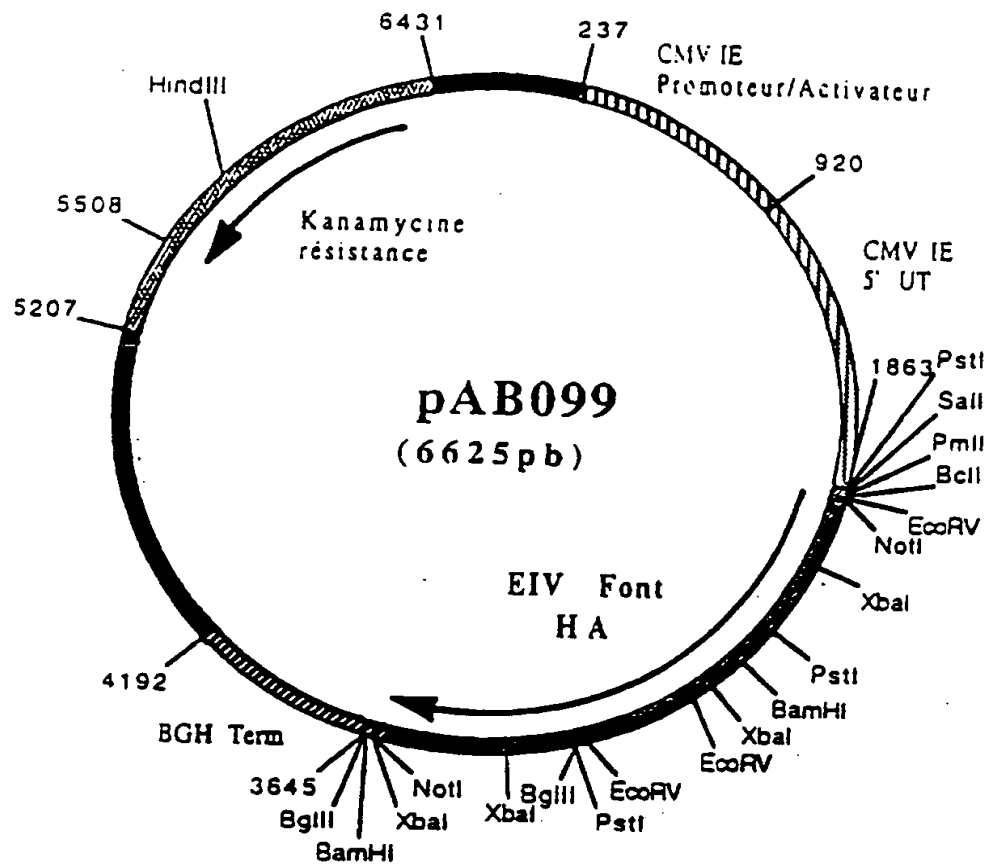 6431
237
CMV IE
Promoteur/Activateur
HindIII
920
5508
Kanamycine
résistance
CMV IE
5' UT
5207
1863
PstI
SalI
PmlI
BclI
EcoRV
NotI
pAB099
(6625pb)
XbaI
EIV Font
HA
PstI
BamHI
XbaI
EcoRV
4192
BGH Term
3645
BglII
BamHI
XbaI
NotI
XbaI
BglII
PstI
EcoRV